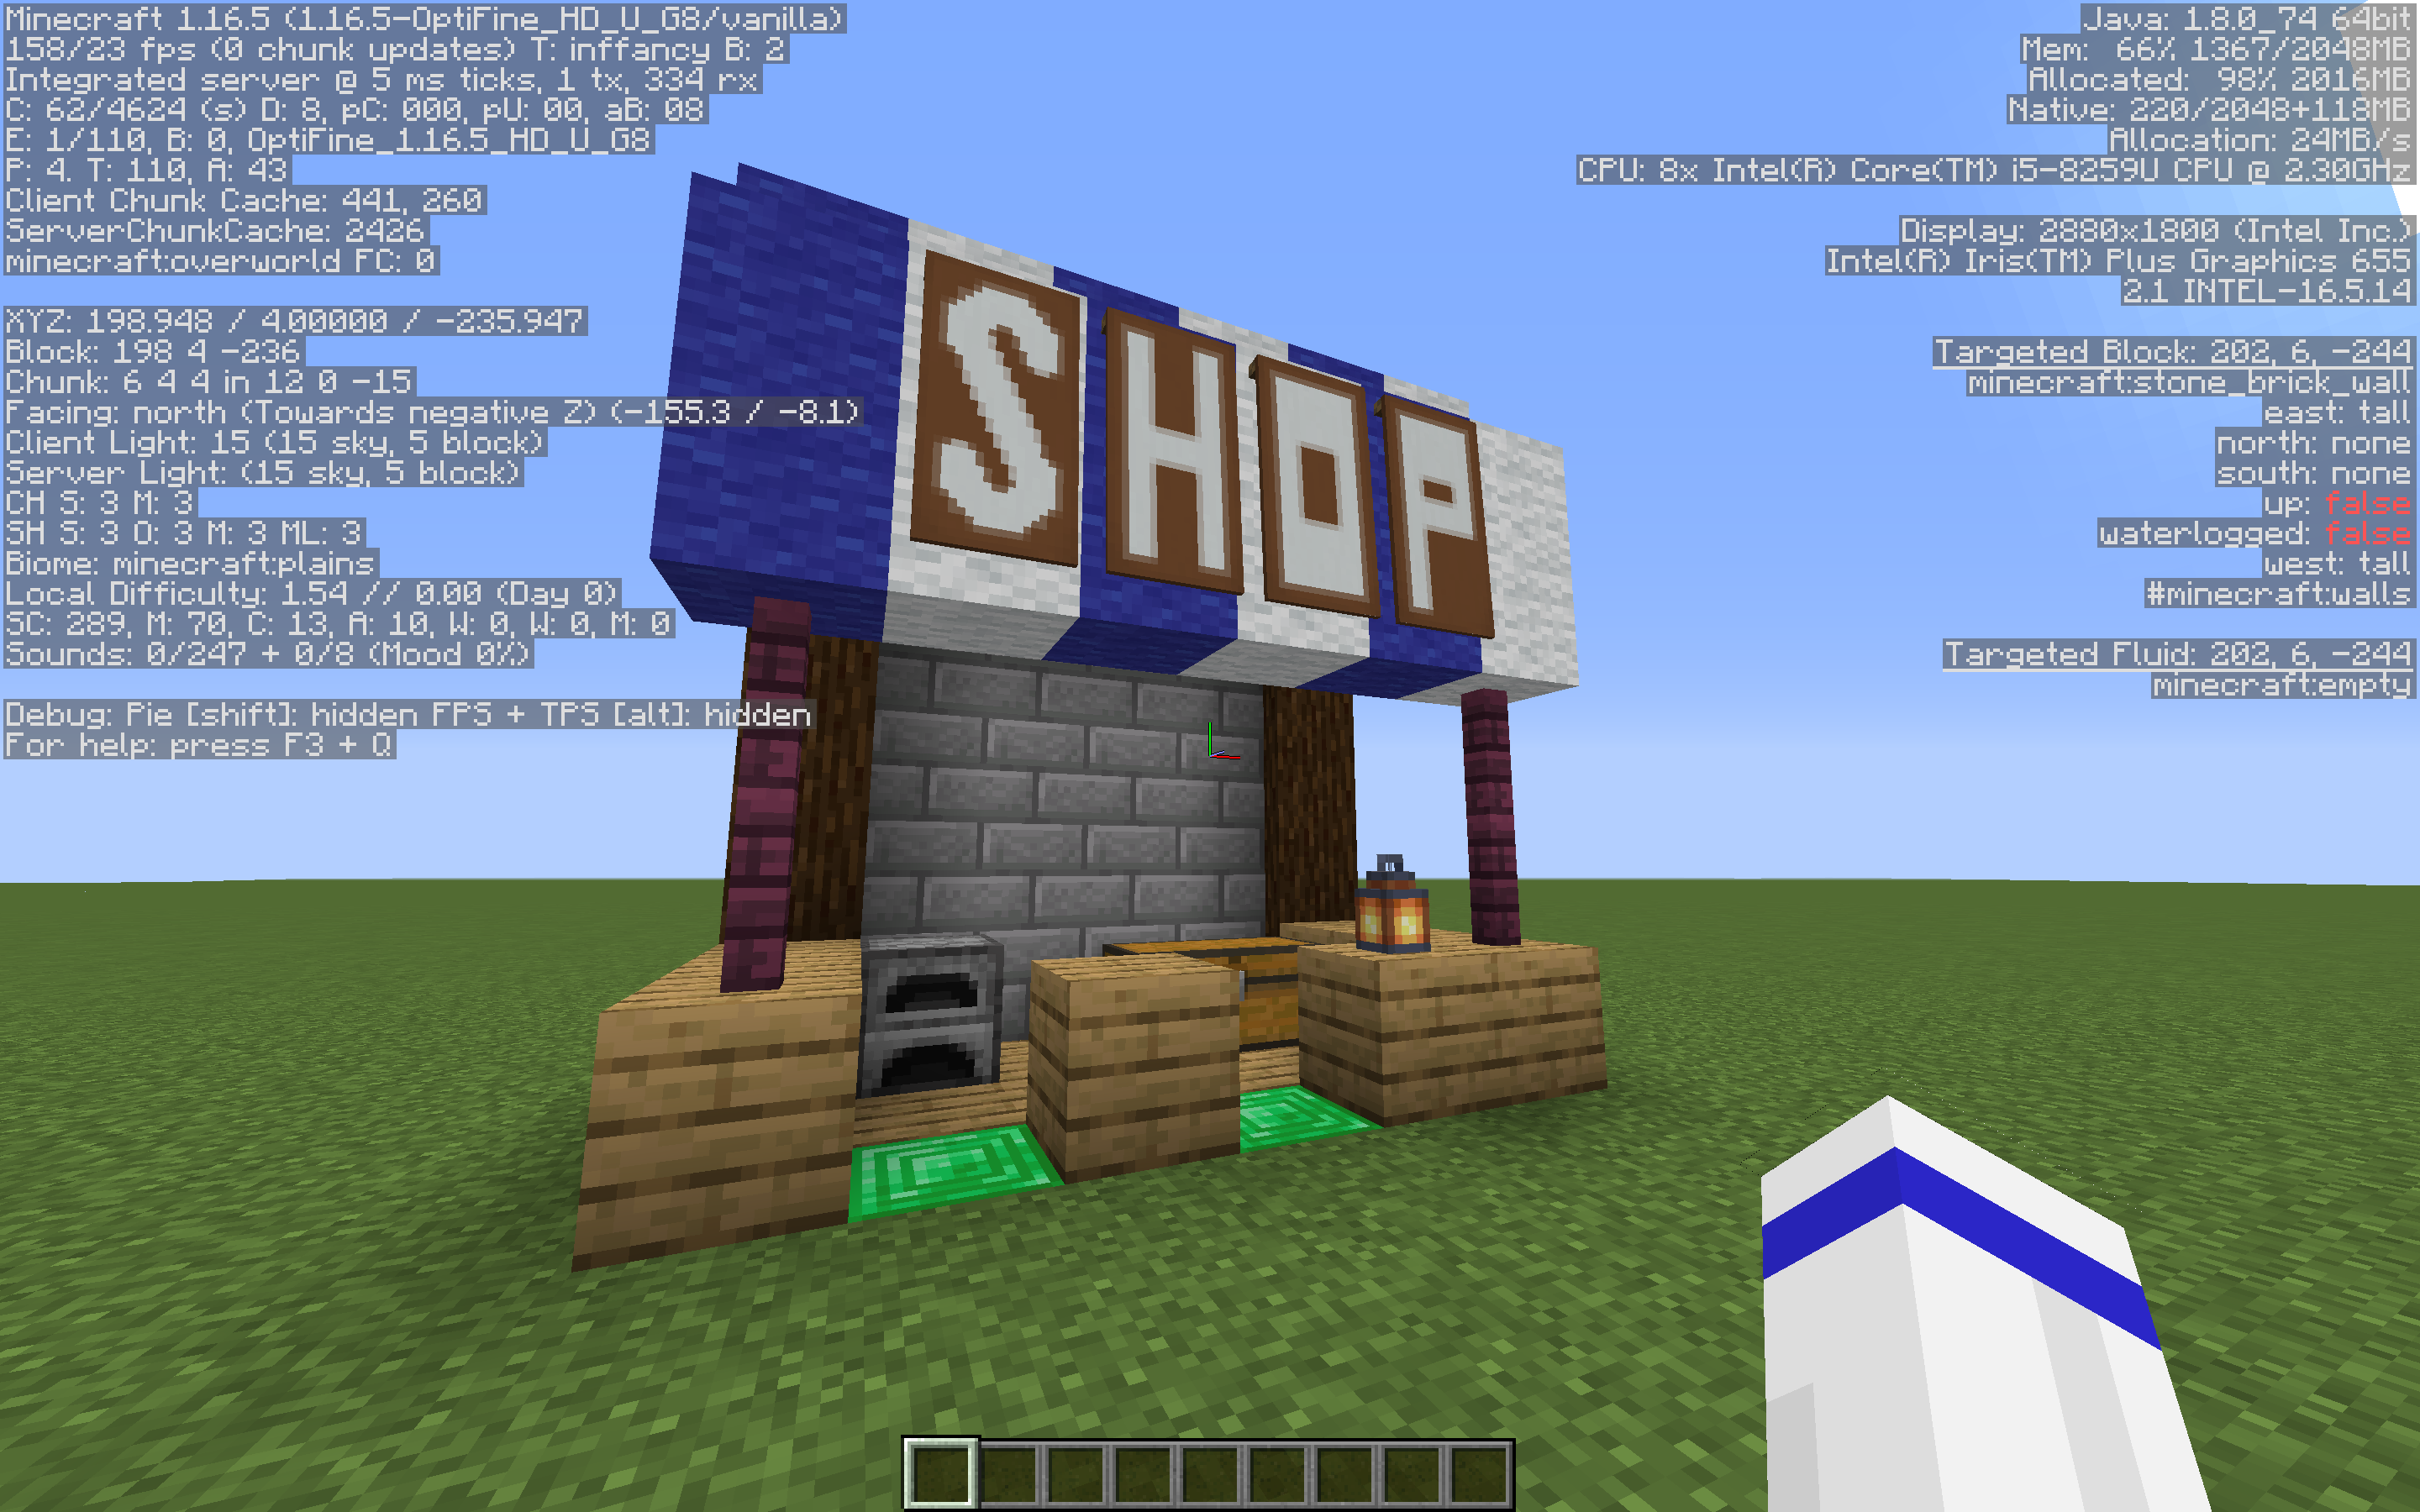 Minecraft 1.16.5 (1.16.5-OptiFine_HD_U_G8/vanilla)
158/23 fps (0 chunk updates) T: inffancy B: 2
Integrated server @ 5 ms ticks, 1 tx, 334 rx
C: 62/4624 (s) D: 8, pC: 000, pU: 00, aB: 08
E: 1/110, B: 0, OptiFine_1.16.5_HD_U_G8
P: 4. T: 110, A: 43
Client Chunk Cache: 441, 260
ServerChunkCache: 2426
minecraft:overworld FC: 0
XYZ: 198.948 / 4.00000 / -235.947
Block: 198 4 -236
Chunk: 6 4 4 in 12 0 -15
Facing: north (Towards negative Z) (-155.3 / -8.1)
Client Light: 15 (15 sky, 5 block)
Server Light: (15 sky, 5 block)
CH S: 3 M: 3
SH S: 3 O: 3 M: 3 ML: 3
Biome: minecraft:plains
Local Difficulty: 1.54 // 0.00 (Day 0)
SC: 289, M: 70, C: 13, A: 10, W: 0, W: 0, M: 0
Sounds: 0/247 + 0/8 (Mood 0%)
Debug: Pie [shift]: hidden FPS + TPS [alt]: hidden
For help: press F3 + Q
Java: 1.8.0_74 64bit
Mem: 66% 1367/2048MB
Allocated: 98% 2016MB
Native: 220/2048+118MB
Allocation: 24MB/s
CPU: 8x Intel(R) Core(TM) i5-8259U CPU @ 2.30GHz
Display: 2880x1800 (Intel Inc.)
Intel(R) Iris(TM) Plus Graphics 655
2.1 INTEL-16.5.14
Targeted Block: 202, 6, -244
minecraft:stone_brick_wall
east: tall
north: none
south: none
up: false
waterlogged: false
west: tall
#minecraft:walls
Targeted Fluid: 202, 6, -244
minecraft:empty
SHOP